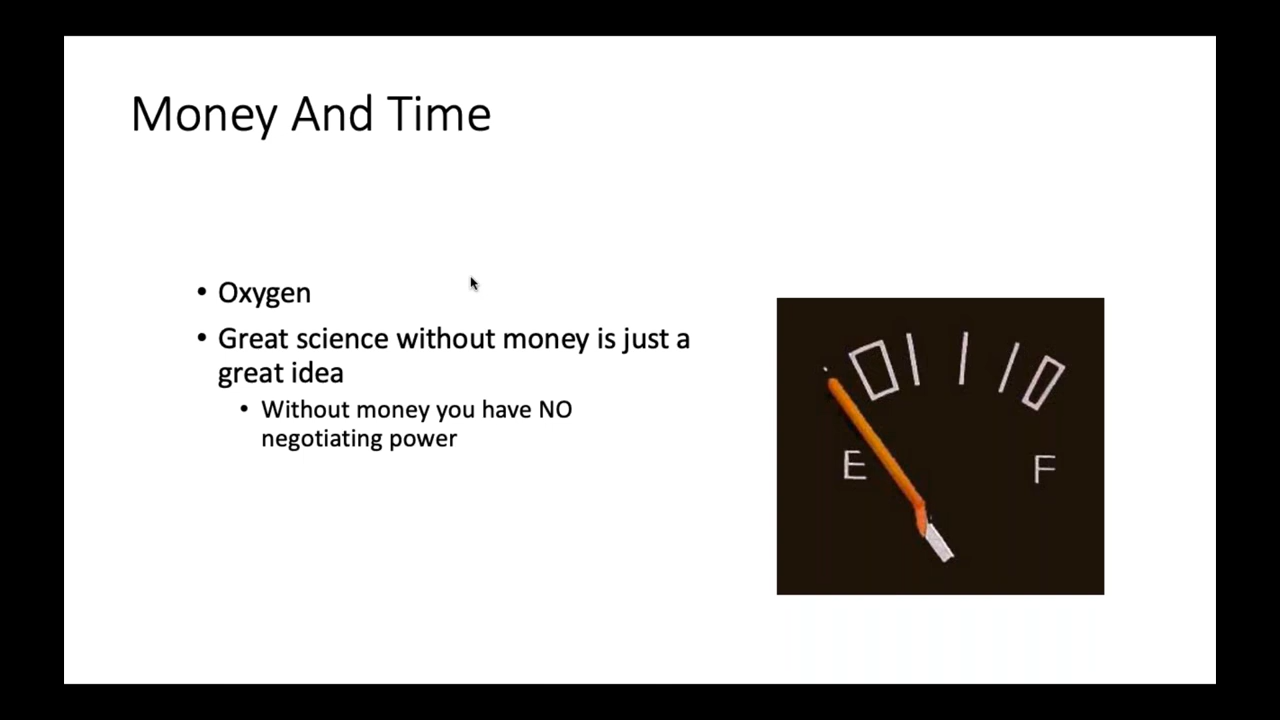 Money And Time
• Oxygen
• Great science without money is just a
great idea
• Without money you have NO
negotiating power
E
F